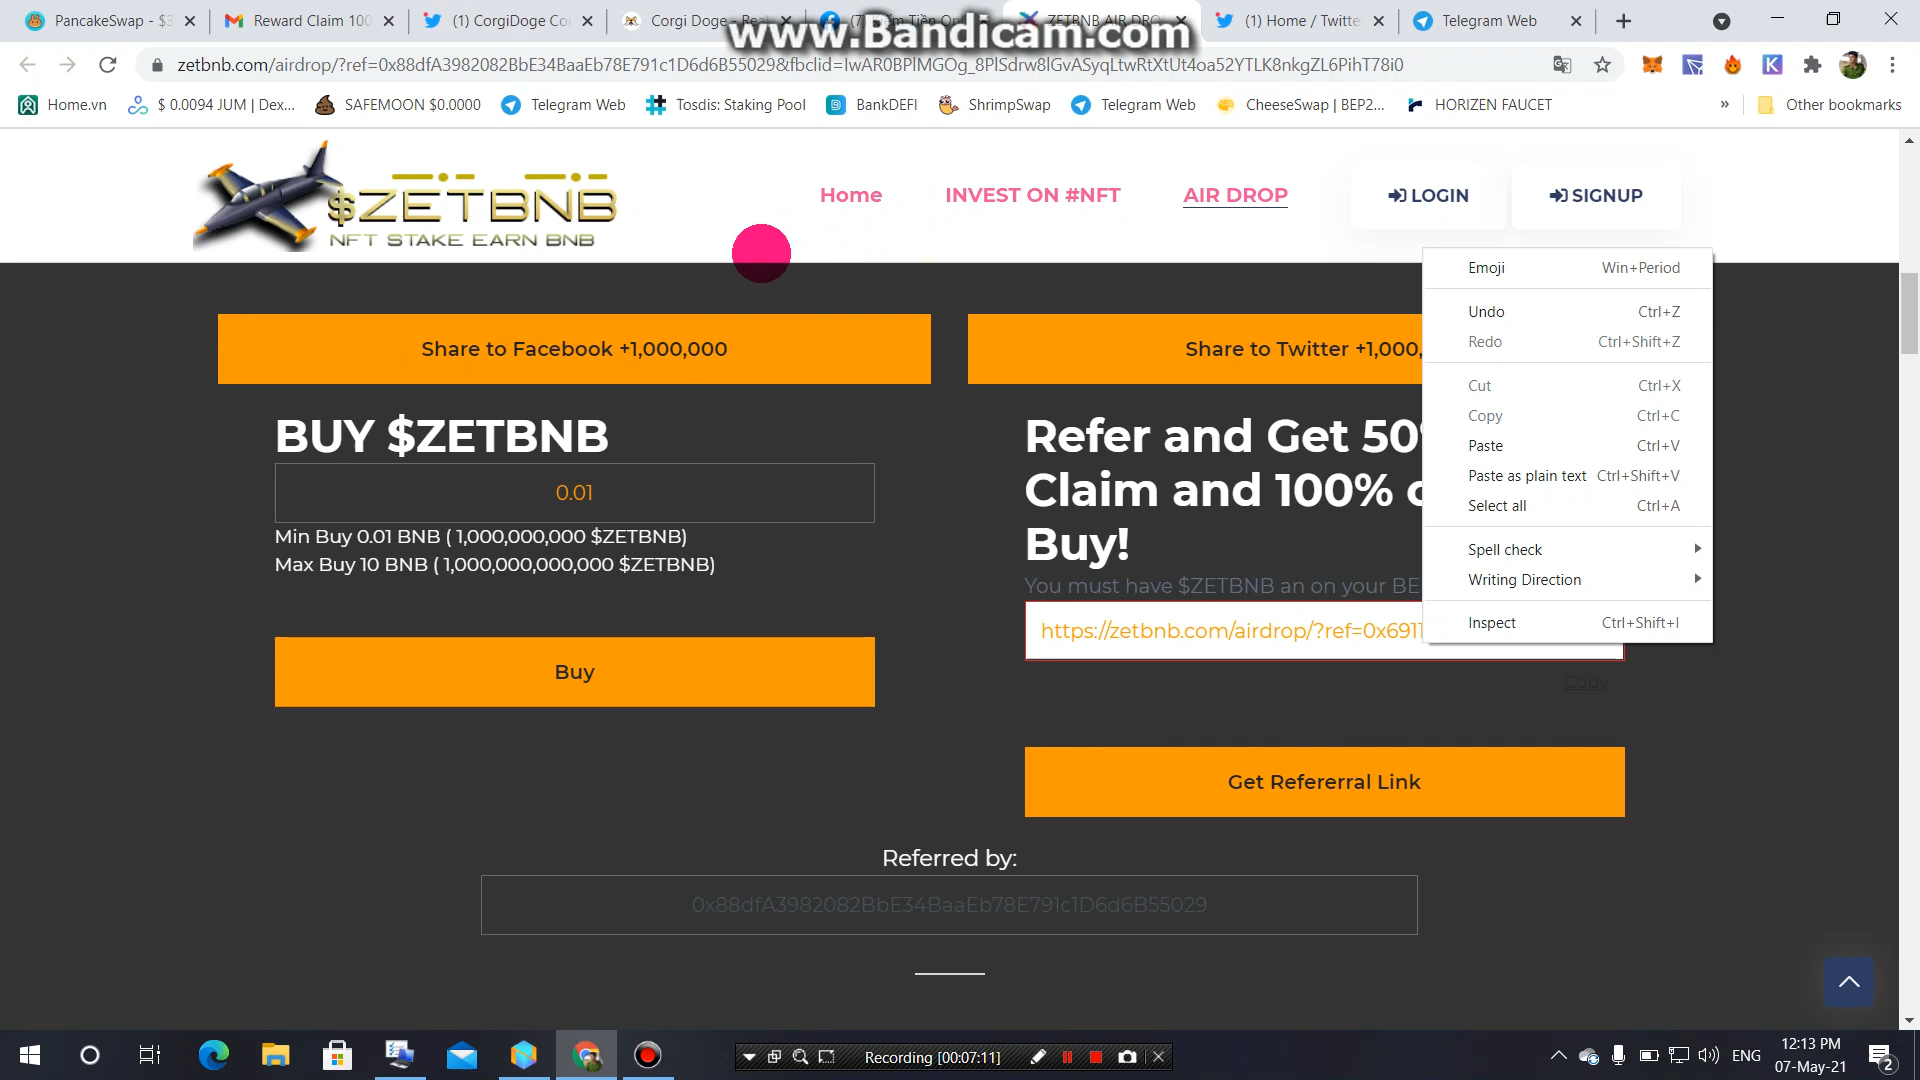 PancakeSwap - $3
Reward Claim 100
(1) CorgiDoge Coi
Corgi Doge - Rea
ZETBNB AIR DRO
(1) Home / Twitte
Telegram Web
www.Bandicam.com
zetbnb.com/airdrop/?ref=0x88dfA3982082BbE34BaaEb78E791c1D6d6B55029&fbclid=IwAR0BPlMGOg_8PlSdrw8lGvASyqLtwRtXtUt4oa52YTLK8nkgZL6PihT78i0
Home.vn
$ 0.0094 JUM | Dex...
SAFEMOON $0.0000
Telegram Web
Tosdis: Staking Pool
BankDEFI
ShrimpSwap
Telegram Web
CheeseSwap | BEP2...
HORIZEN FAUCET
»
Other bookmarks
$ZETBNB
NFT STAKE EARN BNB
Home
INVEST ON #NFT
AIR DROP
LOGIN
SIGNUP
Emoji Win+Period
Undo Ctrl+Z
Redo Ctrl+Shift+Z
Cut Ctrl+X
Copy Ctrl+C
Paste Ctrl+V
Paste as plain text Ctrl+Shift+V
Select all Ctrl+A
Spell check
Writing Direction
Inspect Ctrl+Shift+I
Share to Facebook +1,000,000
Share to Twitter +1,000,
BUY $ZETBNB
0.01
Min Buy 0.01 BNB ( 1,000,000,000 $ZETBNB)
Max Buy 10 BNB ( 1,000,000,000,000 $ZETBNB)
Buy
Refer and Get 50%
Claim and 100% o
Buy!
You must have $ZETBNB an on your BE
https://zetbnb.com/airdrop/?ref=0x6911
Copy
Get Refererral Link
Referred by:
0x88dfA3982082BbE34BaaEb78E791c1D6d6B55029
Recording [00:07:11]
ENG
12:13 PM
07-May-21
2